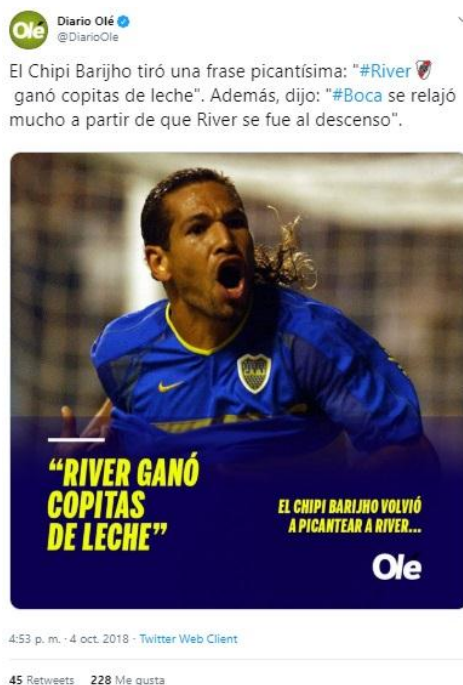 Olé
Diario Olé
@DiarioOle
El Chipi Barijho tiró una frase picantísima: "#River
ganó copitas de leche". Además, dijo: "#Boca se relajó
mucho a partir de que River se fue al descenso".
“RIVER GANÓ
COPITAS
DE LECHE”
EL CHIPI BARIJHO VOLVIÓ
A PICANTEAR A RIVER...
Olé
4:53 p. m. · 4 oct. 2018 · Twitter Web Client
45 Retweets 228 Me gusta